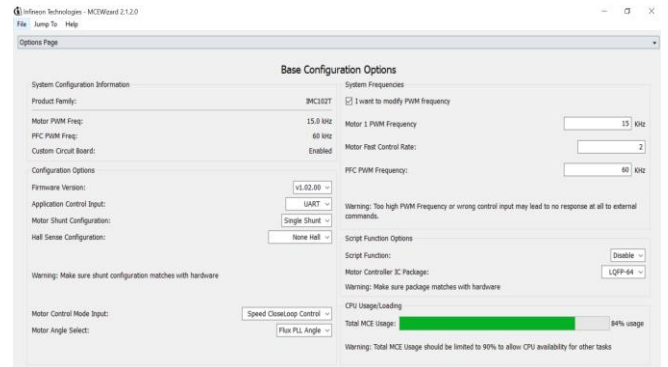 Infineon Technologies - MCEWizard 2.1.2.0
File Jump To Help
Options Page
Base Configuration Options
System Configuration Information
Product Family: IMC102T
Motor PWM Freq: 15.0 kHz
PFC PWM Freq: 60 kHz
Custom Circuit Board: Enabled
Configuration Options
Firmware Version: v1.02.00
Application Control Input: UART
Motor Shunt Configuration: Single Shunt
Hall Sense Configuration: None Hall
Warning: Make sure shunt configuration matches with hardware
Motor Control Mode Input: Speed CloseLoop Control
Motor Angle Select: Flux PLL Angle
System Frequencies
I want to modify PWM frequency
Motor 1 PWM Frequency 15 KHz
Motor Fast Control Rate: 2
PFC PWM Frequency: 60 KHz
Warning: Too high PWM Frequency or wrong control input may lead to no response at all to external
commands.
Script Function Options
Script Function: Disable
Motor Controller IC Package: LQFP-64
Warning: Make sure package matches with hardware
CPU Usage/Loading
Total MCE Usage: 84% usage
Warning: Total MCE Usage should be limited to 90% to allow CPU availability for other tasks